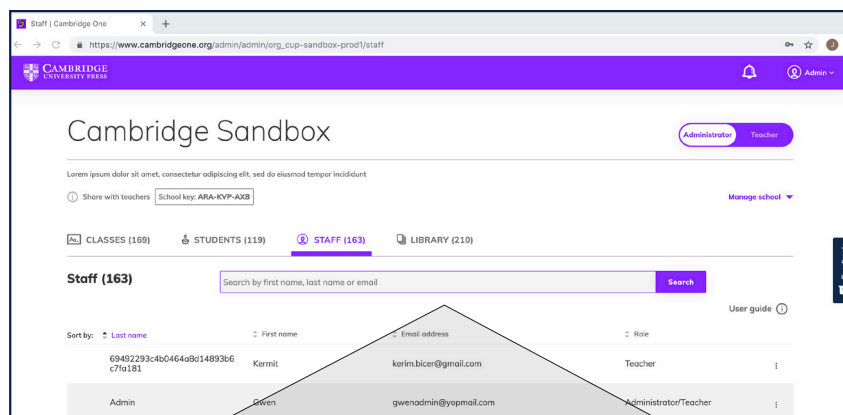 Staff | Cambridge One
https://www.cambridgeone.org/admin/admin/org_cup-sandbox-prod1/staff
J
CAMBRIDGE
UNIVERSITY PRESS
Admin
Cambridge Sandbox
Administrator Teacher
Lorem ipsum dolor sit amet, consectetur adipiscing elit, sed do eiusmod tempor incididunt
Share with teachers School key: ARA-KVP-AXB
Manage school
CLASSES (169) STUDENTS (119) STAFF (163) LIBRARY (210)
Staff (163) Search by first name, last name or email Search
User guide
Sort by: Last name First name Email address Role
69492293c4b0464a8d14893b6
c7fa181 Kermit kerim.bicer@gmail.com Teacher
Admin Gwen gwenadmin@yopmail.com Administrator/Teacher